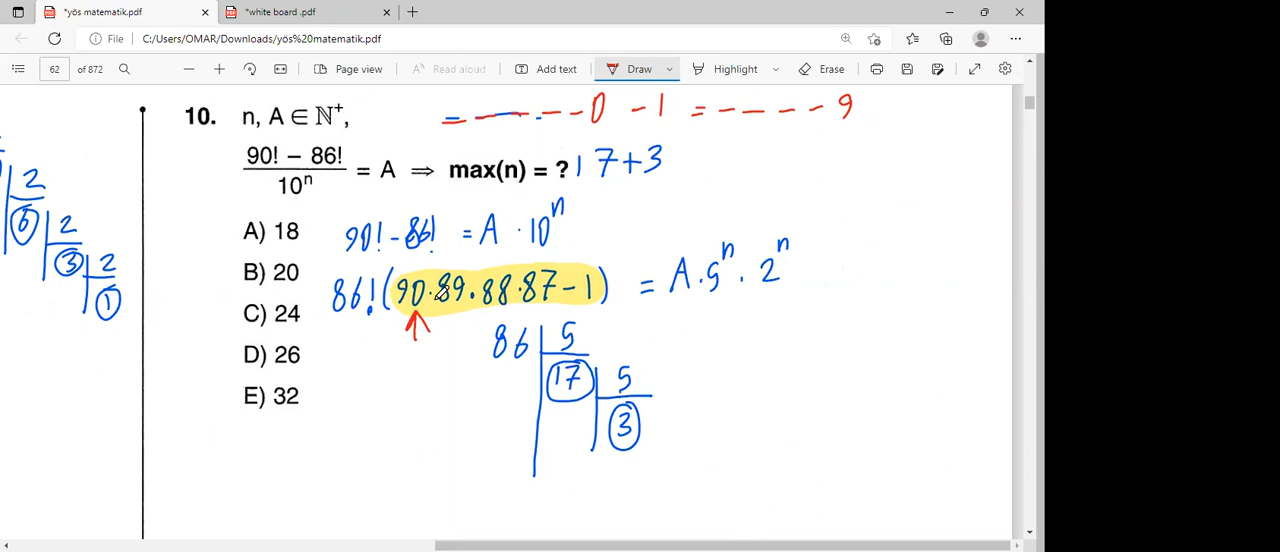 *yös matematik.pdf
*white board .pdf
File C:/Users/OMAR/Downloads/yös%20matematik.pdf
62 of 872 Page view Read aloud Add text Draw Highlight Erase
10. n, A ∈ ℕ⁺, = - - - - - 0 - 1 = - - - - - 9
(90! − 86!)/10ⁿ = A ⇒ max(n) = ? 17+3
A) 18
90! - 86! = A · 10ⁿ
B) 20
86! (90·89·88·87-1) = A·5ⁿ·2ⁿ
C) 24
D) 26
E) 32
86 5
17 5
3
2
6 2
3 2
1